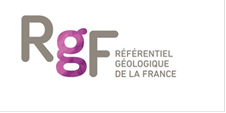 RgF
RÉFÉRENTIEL
GÉOLOGIQUE
DE LA FRANCE